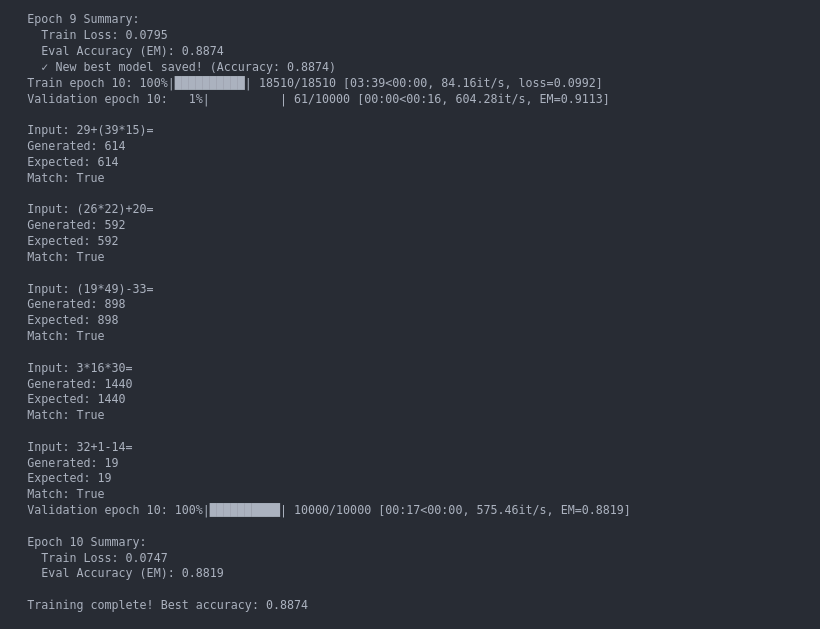 Epoch 9 Summary:
Train Loss: 0.0795
Eval Accuracy (EM): 0.8874
✓ New best model saved! (Accuracy: 0.8874)
Train epoch 10: 100%|██████████| 18510/18510 [03:39<00:00, 84.16it/s, loss=0.0992]
Validation epoch 10:   1%|          | 61/10000 [00:00<00:16, 604.28it/s, EM=0.9113]
Input: 29+(39*15)=
Generated: 614
Expected: 614
Match: True
Input: (26*22)+20=
Generated: 592
Expected: 592
Match: True
Input: (19*49)-33=
Generated: 898
Expected: 898
Match: True
Input: 3*16*30=
Generated: 1440
Expected: 1440
Match: True
Input: 32+1-14=
Generated: 19
Expected: 19
Match: True
Validation epoch 10: 100%|██████████| 10000/10000 [00:17<00:00, 575.46it/s, EM=0.8819]
Epoch 10 Summary:
Train Loss: 0.0747
Eval Accuracy (EM): 0.8819
Training complete! Best accuracy: 0.8874